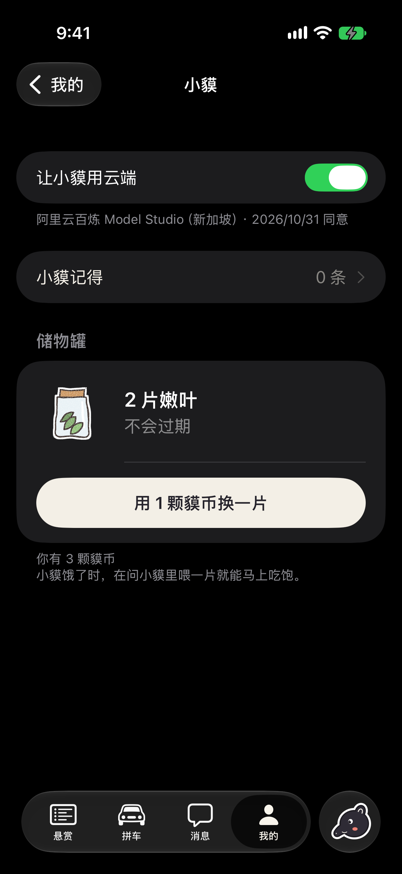 9:41
我的
小貘
让小貘用云端
阿里云百炼 Model Studio (新加坡) · 2026/10/31 同意
小貘记得
0 条
储物罐
2 片嫩叶
不会过期
用 1 颗貘币换一片
你有 3 颗貘币
小貘饿了时，在问小貘里喂一片就能马上吃饱。
悬赏
拼车
消息
我的